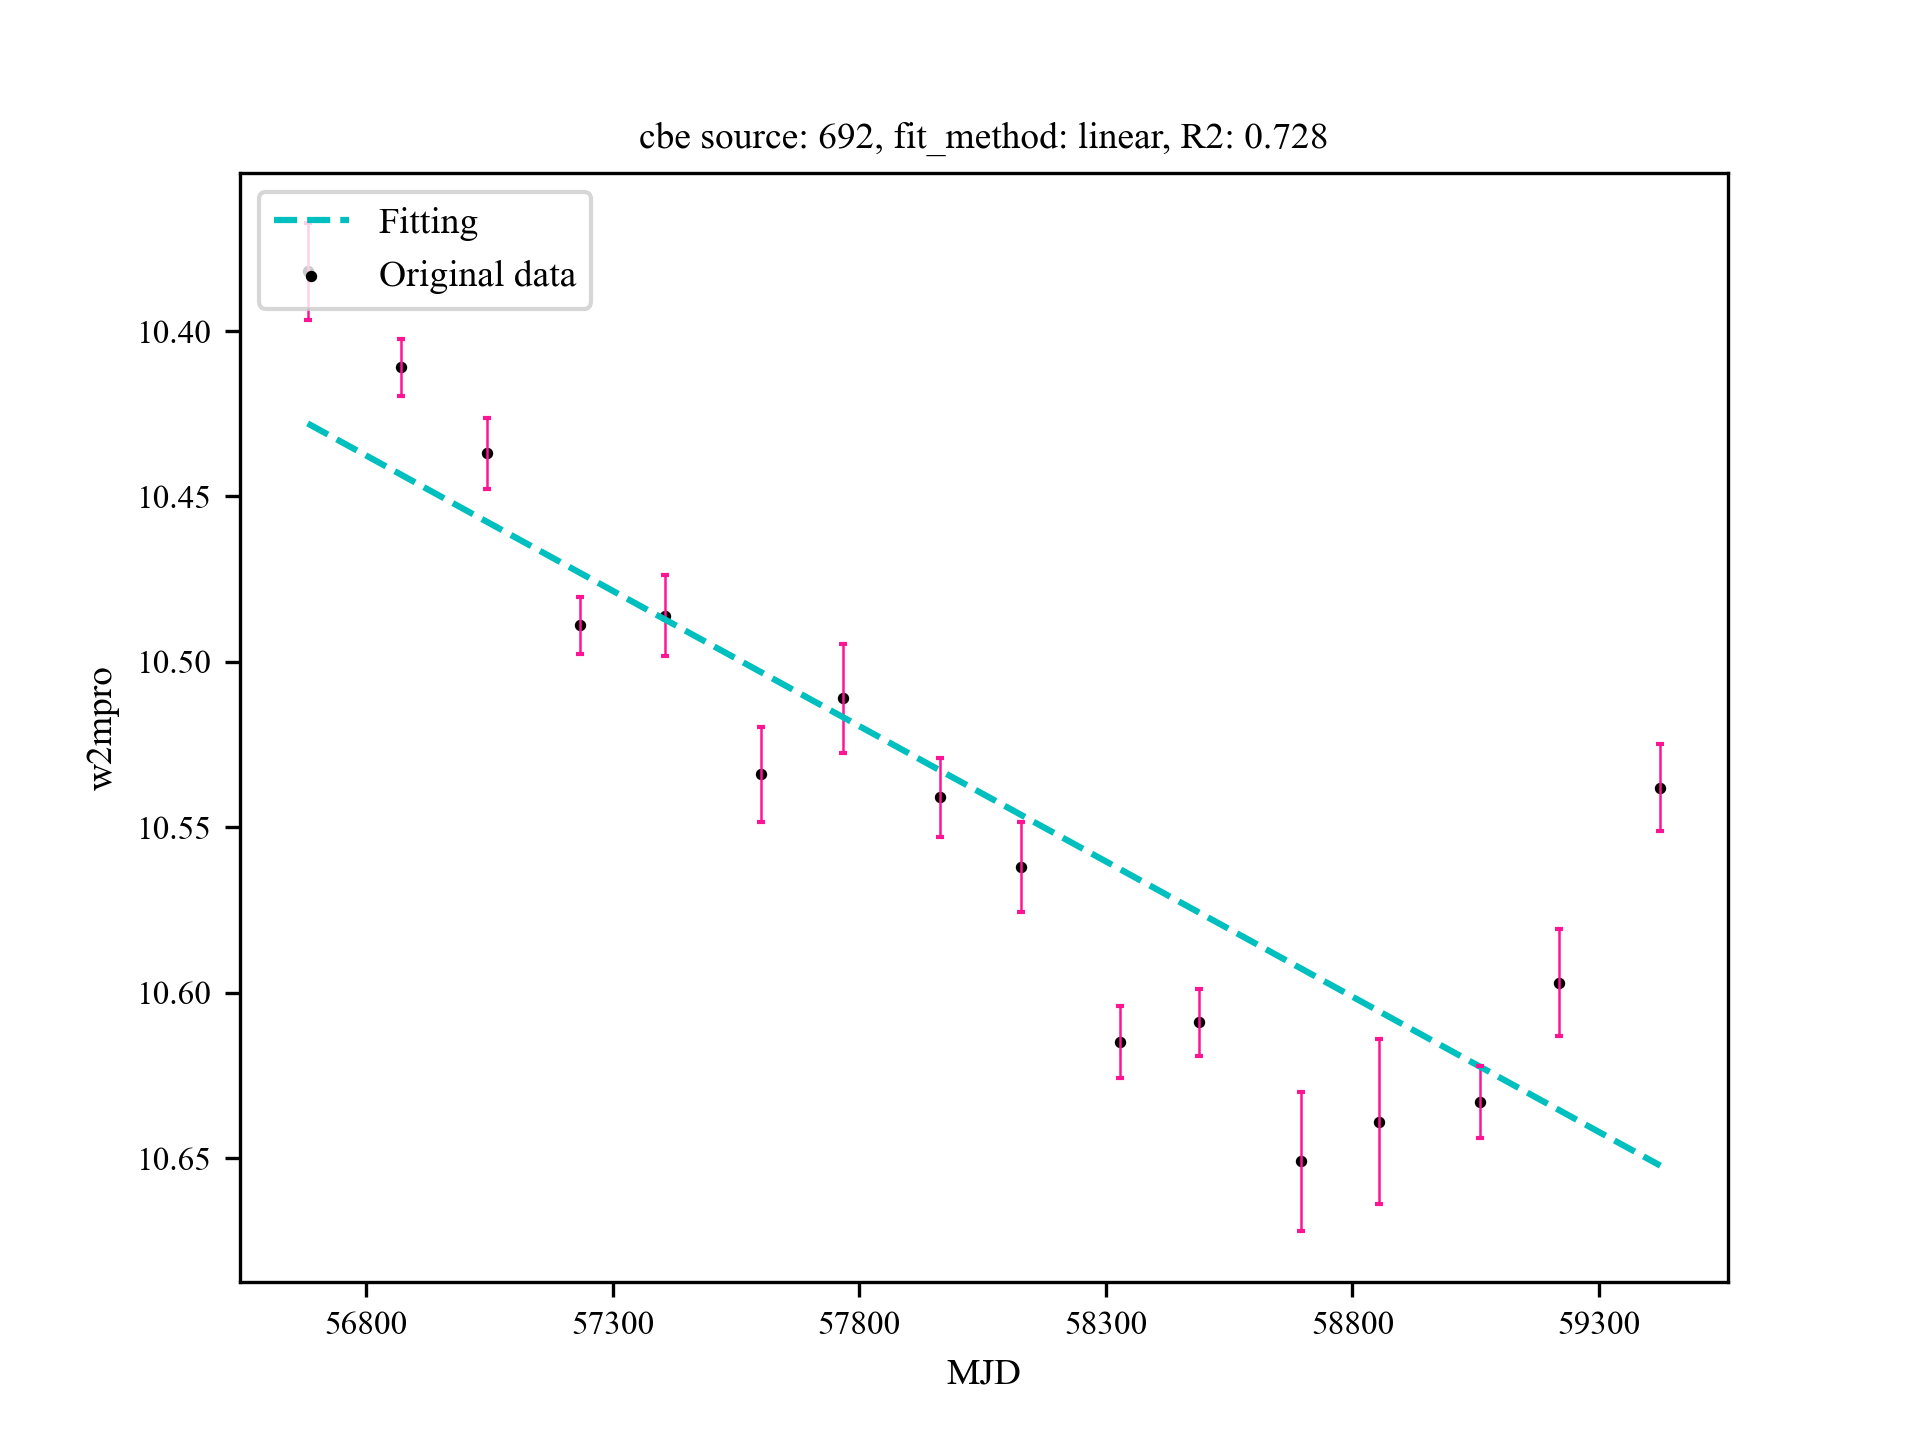 cbe source: 692, fit_method: linear, R2: 0.728
Fitting
Original data
10.40
10.45
10.50
10.55
10.60
10.65
w2mpro
56800 57300 57800 58300 58800 59300
MJD